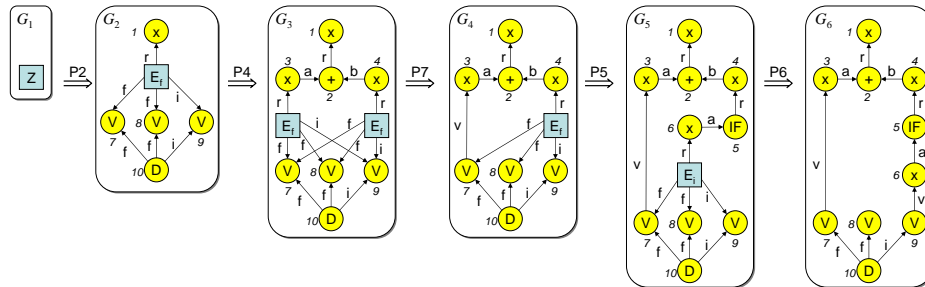 G1
Z
P2
G2
1
x
r
Ef
f
f
i
V
8
V
V
7
9
f
f
i
10
D
P4
G3
1
x
r
3
4
x
a
+
b
x
2
r
r
Ef
i
Ef
f
f
f
f
i
V
8
V
V
7
9
f
f
i
10
D
P7
G4
1
x
r
3
4
x
a
+
b
x
2
r
v
Ef
f
f
i
V
8
V
V
7
9
f
f
i
10
D
P5
G5
1
x
r
3
4
x
a
+
b
x
2
r
6
x
a
IF
5
r
v
Ei
f
f
i
V
8
V
V
7
9
f
f
i
10
D
P6
G6
1
x
r
3
4
x
a
+
b
x
2
r
5
IF
a
v
6
x
v
V
8
V
V
7
9
f
f
i
10
D